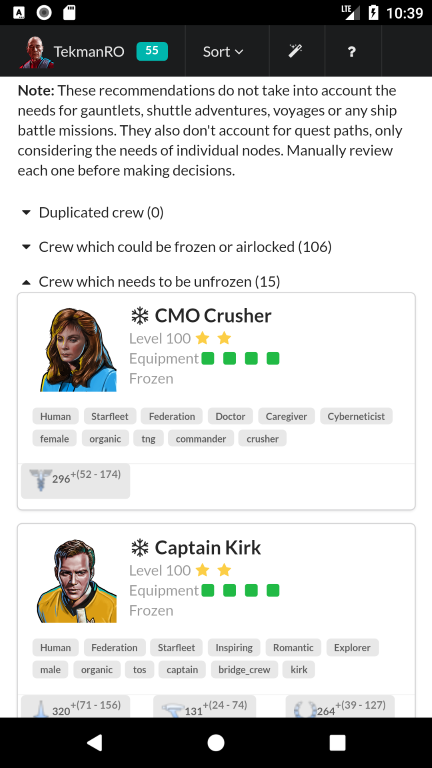 LTE 10:39
TekmanRO 55 Sort ?
Note: These recommendations do not take into account the
needs for gauntlets, shuttle adventures, voyages or any ship
battle missions. They also don't account for quest paths, only
considering the needs of individual nodes. Manually review
each one before making decisions.
Duplicated crew (0)
Crew which could be frozen or airlocked (106)
Crew which needs to be unfrozen (15)
CMO Crusher
Level 100
Equipment
Frozen
Human Starfleet Federation Doctor Caregiver Cyberneticist
female organic tng commander crusher
296 +(52 - 174)
Captain Kirk
Level 100
Equipment
Frozen
Human Federation Starfleet Inspiring Romantic Explorer
male organic tos captain bridge_crew kirk
320 +(71 - 156) 131 +(24 - 74) 264 +(39 - 127)